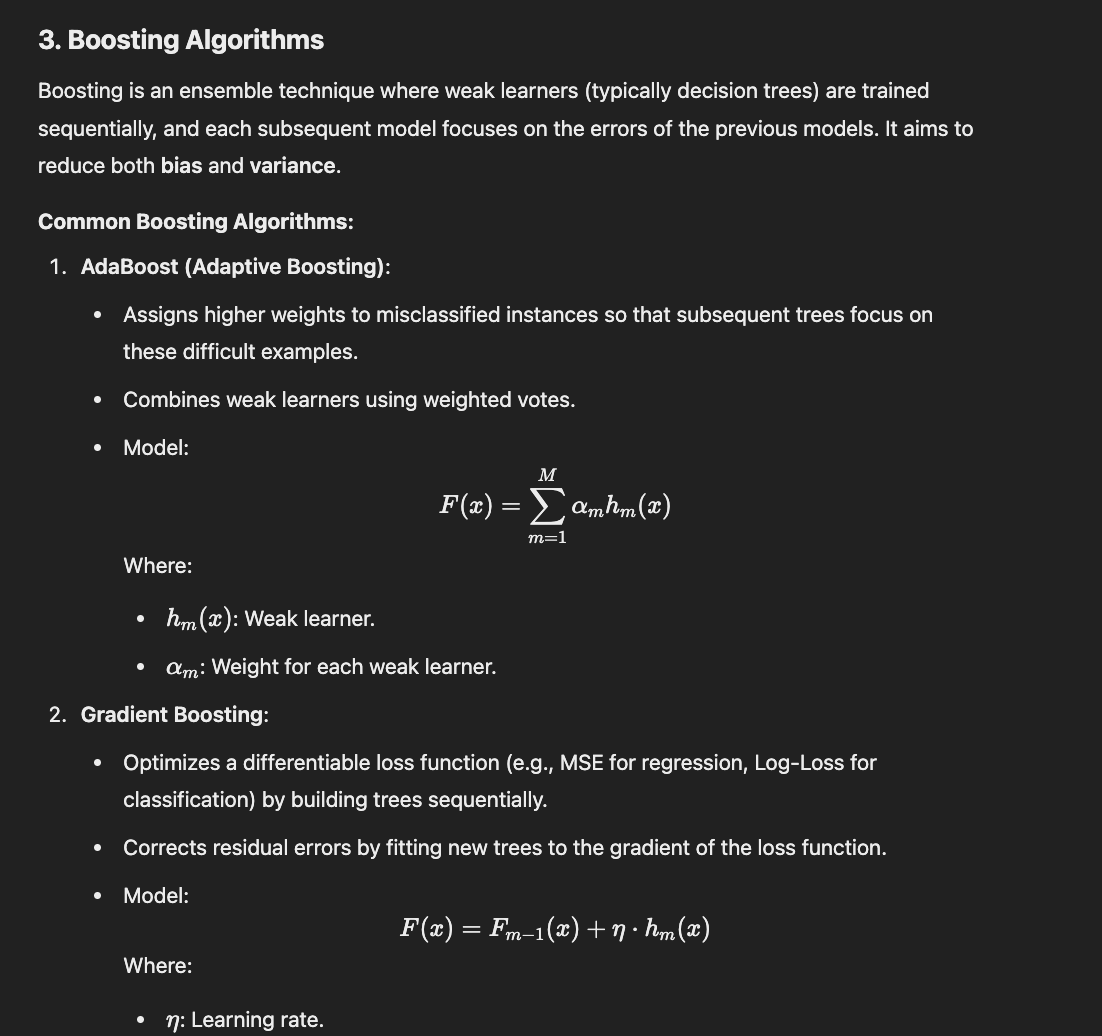 3. Boosting Algorithms
Boosting is an ensemble technique where weak learners (typically decision trees) are trained
sequentially, and each subsequent model focuses on the errors of the previous models. It aims to
reduce both bias and variance.
Common Boosting Algorithms:
1. AdaBoost (Adaptive Boosting):
• Assigns higher weights to misclassified instances so that subsequent trees focus on
these difficult examples.
• Combines weak learners using weighted votes.
• Model:
F(x) = ∑_{m=1}^{M} α_m h_m(x)
Where:
• h_m(x): Weak learner.
• α_m: Weight for each weak learner.
2. Gradient Boosting:
• Optimizes a differentiable loss function (e.g., MSE for regression, Log-Loss for
classification) by building trees sequentially.
• Corrects residual errors by fitting new trees to the gradient of the loss function.
• Model:
F(x) = F_{m−1}(x) + η · h_m(x)
Where:
• η: Learning rate.